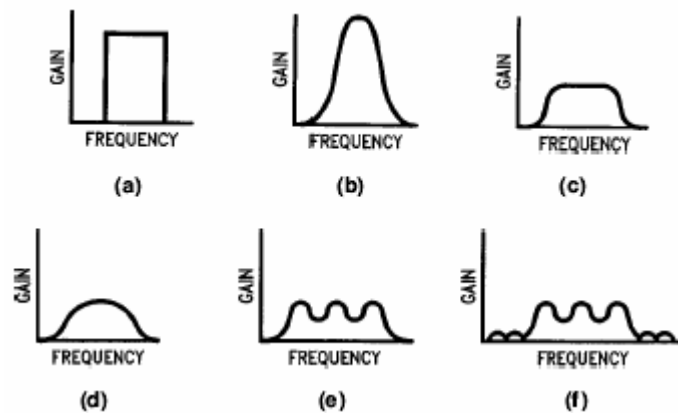 GAIN
FREQUENCY
(a)
GAIN
FREQUENCY
(b)
GAIN
FREQUENCY
(c)
GAIN
FREQUENCY
(d)
GAIN
FREQUENCY
(e)
GAIN
FREQUENCY
(f)